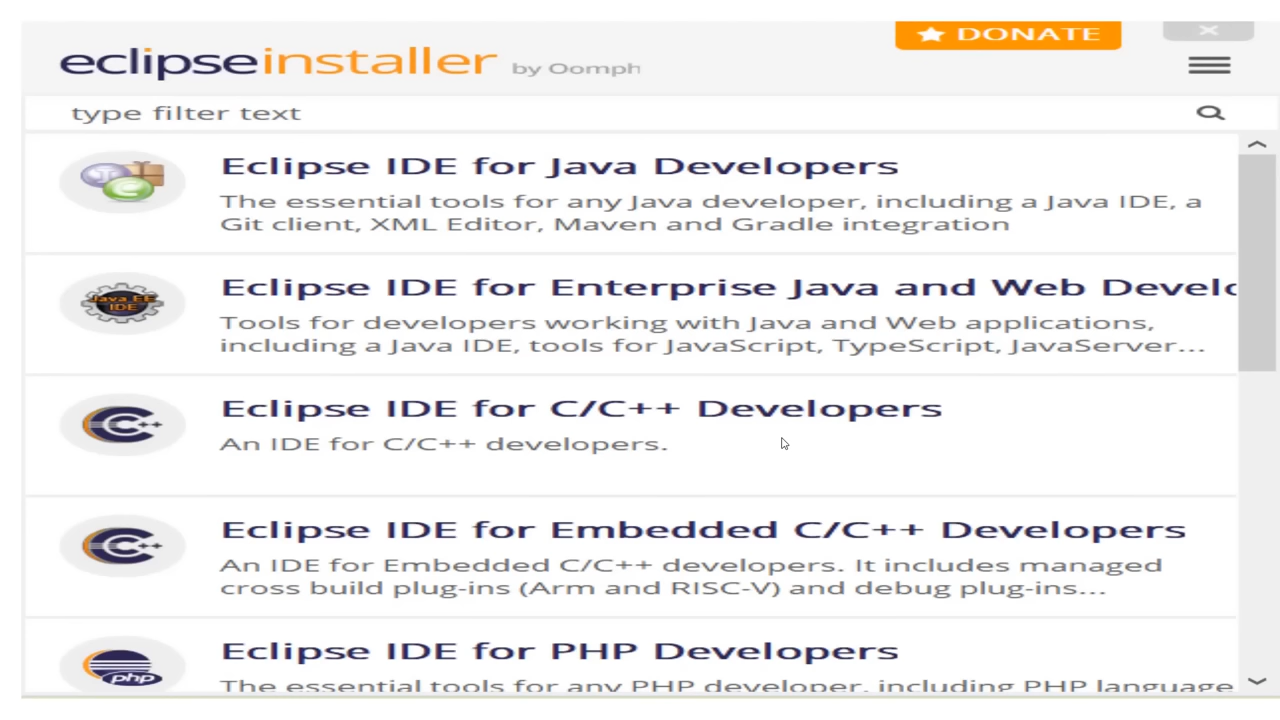 DONATE
eclipseinstaller by Oomph
type filter text
Eclipse IDE for Java Developers
The essential tools for any Java developer, including a Java IDE, a
Git client, XML Editor, Maven and Gradle integration
Eclipse IDE for Enterprise Java and Web Develo
Java EE
IDE
Tools for developers working with Java and Web applications,
including a Java IDE, tools for JavaScript, TypeScript, JavaServer...
Eclipse IDE for C/C++ Developers
C++
An IDE for C/C++ developers.
Eclipse IDE for Embedded C/C++ Developers
C++
An IDE for Embedded C/C++ developers. It includes managed
cross build plug-ins (Arm and RISC-V) and debug plug-ins...
Eclipse IDE for PHP Developers
php
The essential tools for any PHP developer, including PHP language